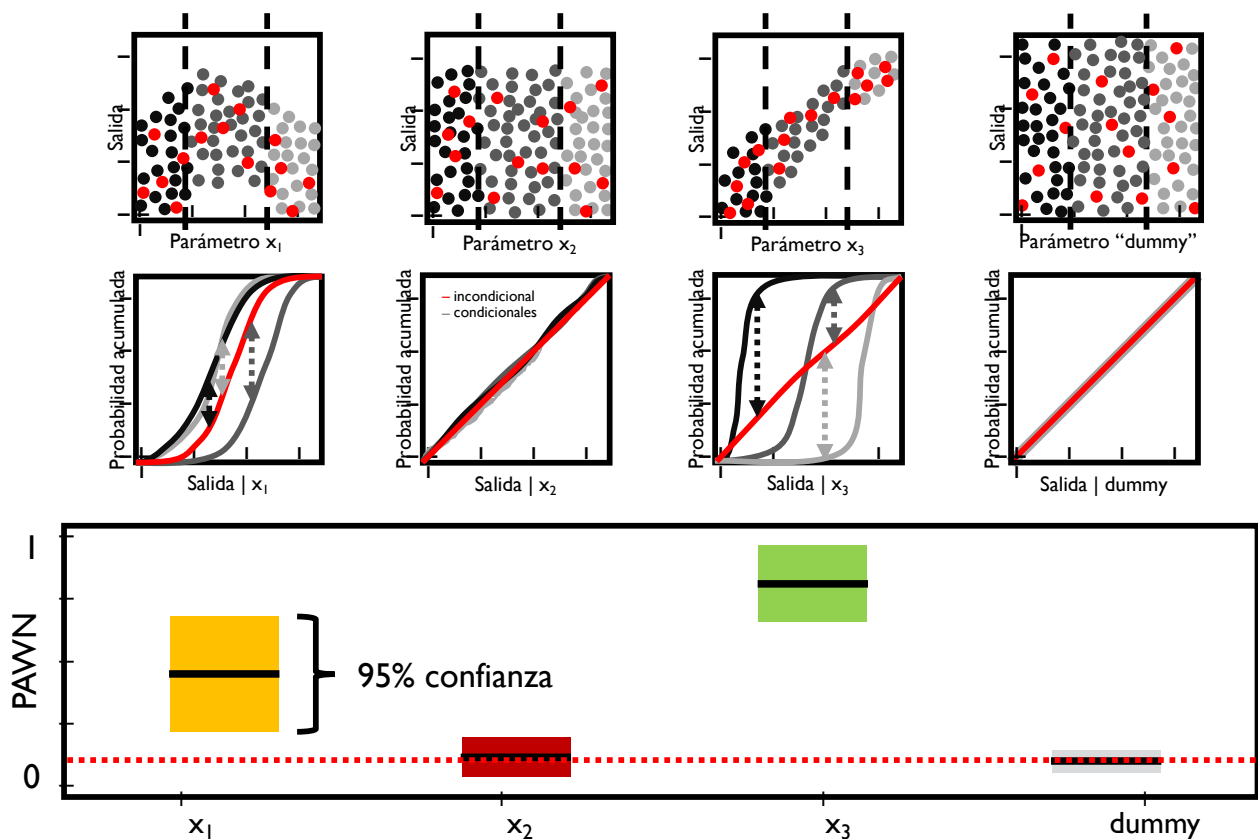 Salida
Parámetro x₁
Salida
Parámetro x₂
Salida
Parámetro x₃
Salida
Parámetro “dummy”
Probabilidad acumulada
Salida | x₁
Probabilidad acumulada
incondicional
condicionales
Salida | x₂
Probabilidad acumulada
Salida | x₃
Probabilidad acumulada
Salida | dummy
PAWN
1
0
95% confianza
x₁
x₂
x₃
dummy